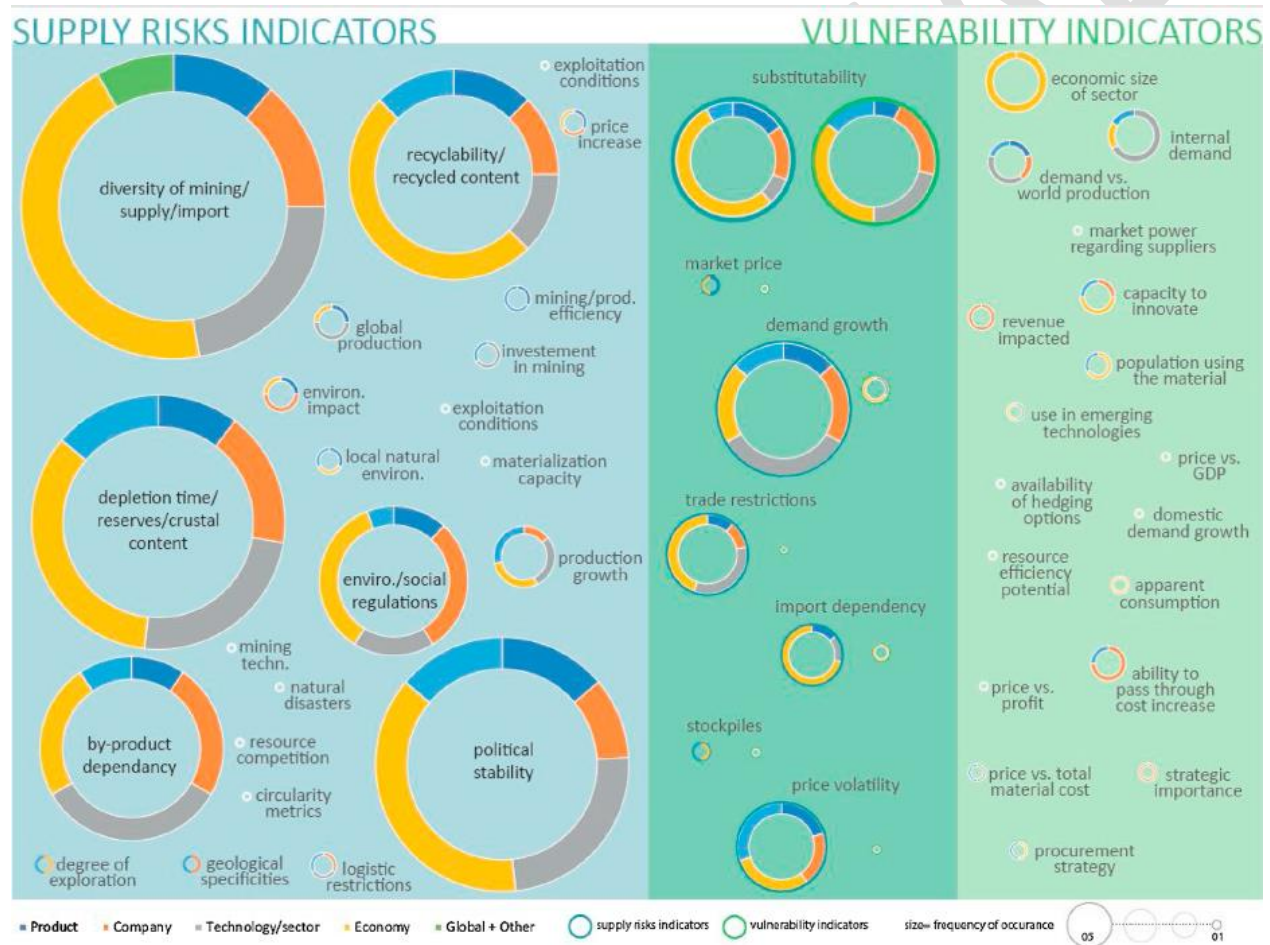 SUPPLY RISKS INDICATORS
VULNERABILITY INDICATORS
diversity of mining/
supply/import
recyclability/
recycled content
exploitation
conditions
price
increase
global
production
mining/prod.
efficiency
investement
in mining
environ.
impact
exploitation
conditions
local natural
environ.
materialization
capacity
depletion time/
reserves/crustal
content
enviro./social
regulations
production
growth
mining
techn.
natural
disasters
by-product
dependancy
resource
competition
circularity
metrics
political
stability
degree of
exploration
geological
specificities
logistic
restrictions
substitutability
market price
demand growth
trade restrictions
import dependency
stockpiles
price volatility
economic size
of sector
internal
demand
demand vs.
world production
market power
regarding suppliers
capacity to
innovate
revenue
impacted
population using
the material
use in emerging
technologies
price vs.
GDP
availability
of hedging
options
domestic
demand growth
resource
efficiency
potential
apparent
consumption
ability to
pass through
cost increase
price vs.
profit
price vs. total
material cost
strategic
importance
procurement
strategy
Product
Company
Technology/sector
Economy
Global + Other
supply risks indicators
vulnerability indicators
size= frequency of occurance
05
01